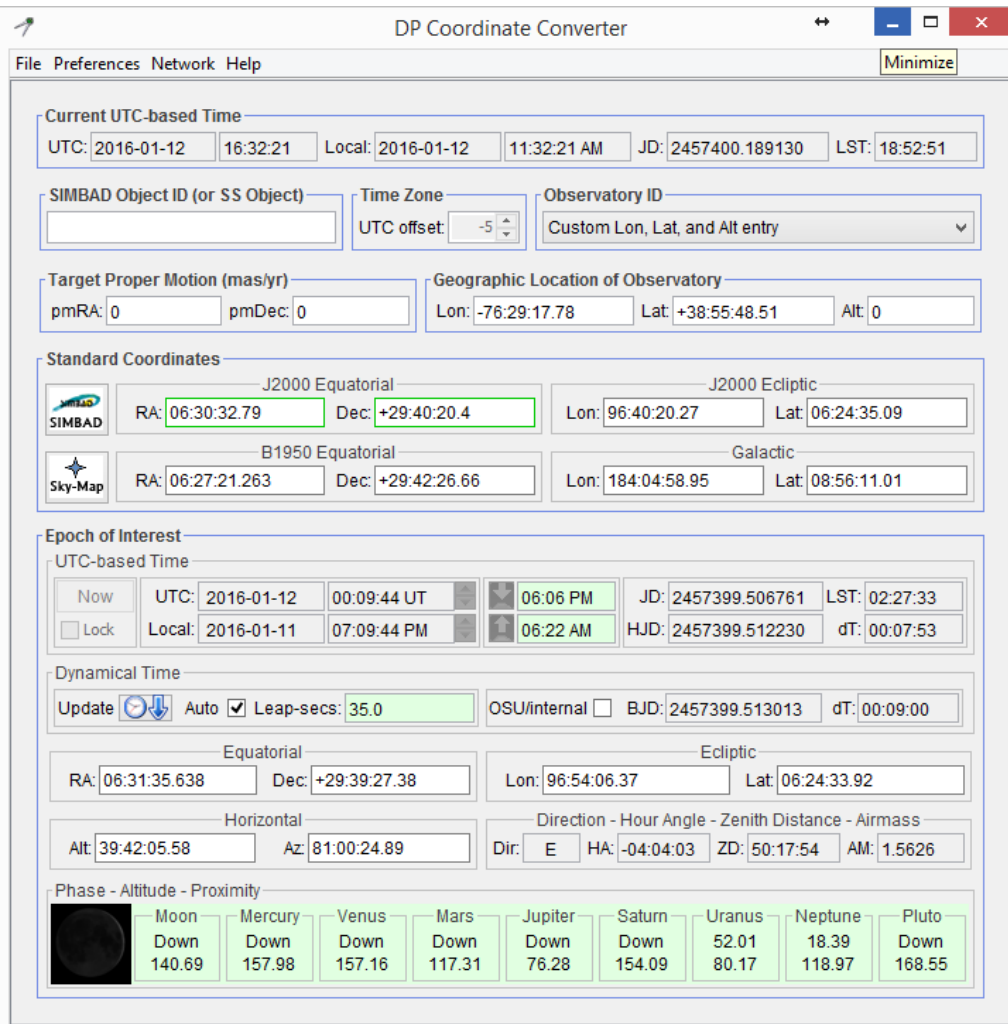 DP Coordinate Converter
File Preferences Network Help
Minimize
Current UTC-based Time
UTC: 2016-01-12 16:32:21 Local: 2016-01-12 11:32:21 AM JD: 2457400.189130 LST: 18:52:51
SIMBAD Object ID (or SS Object) Time Zone Observatory ID
UTC offset: -5 Custom Lon, Lat, and Alt entry
Target Proper Motion (mas/yr) Geographic Location of Observatory
pmRA: 0 pmDec: 0 Lon: -76:29:17.78 Lat: +38:55:48.51 Alt: 0
Standard Coordinates
J2000 Equatorial J2000 Ecliptic
SIMBAD RA: 06:30:32.79 Dec: +29:40:20.4 Lon: 96:40:20.27 Lat: 06:24:35.09
B1950 Equatorial Galactic
Sky-Map RA: 06:27:21.263 Dec: +29:42:26.66 Lon: 184:04:58.95 Lat: 08:56:11.01
Epoch of Interest
UTC-based Time
Now UTC: 2016-01-12 00:09:44 UT 06:06 PM JD: 2457399.506761 LST: 02:27:33
Lock Local: 2016-01-11 07:09:44 PM 06:22 AM HJD: 2457399.512230 dT: 00:07:53
Dynamical Time
Update Auto Leap-secs: 35.0 OSU/internal BJD: 2457399.513013 dT: 00:09:00
Equatorial Ecliptic
RA: 06:31:35.638 Dec: +29:39:27.38 Lon: 96:54:06.37 Lat: 06:24:33.92
Horizontal Direction - Hour Angle - Zenith Distance - Airmass
Alt: 39:42:05.58 Az: 81:00:24.89 Dir: E HA: -04:04:03 ZD: 50:17:54 AM: 1.5626
Phase - Altitude - Proximity
Moon Mercury Venus Mars Jupiter Saturn Uranus Neptune Pluto
Down Down Down Down Down Down 52.01 18.39 Down
140.69 157.98 157.16 117.31 76.28 154.09 80.17 118.97 168.55